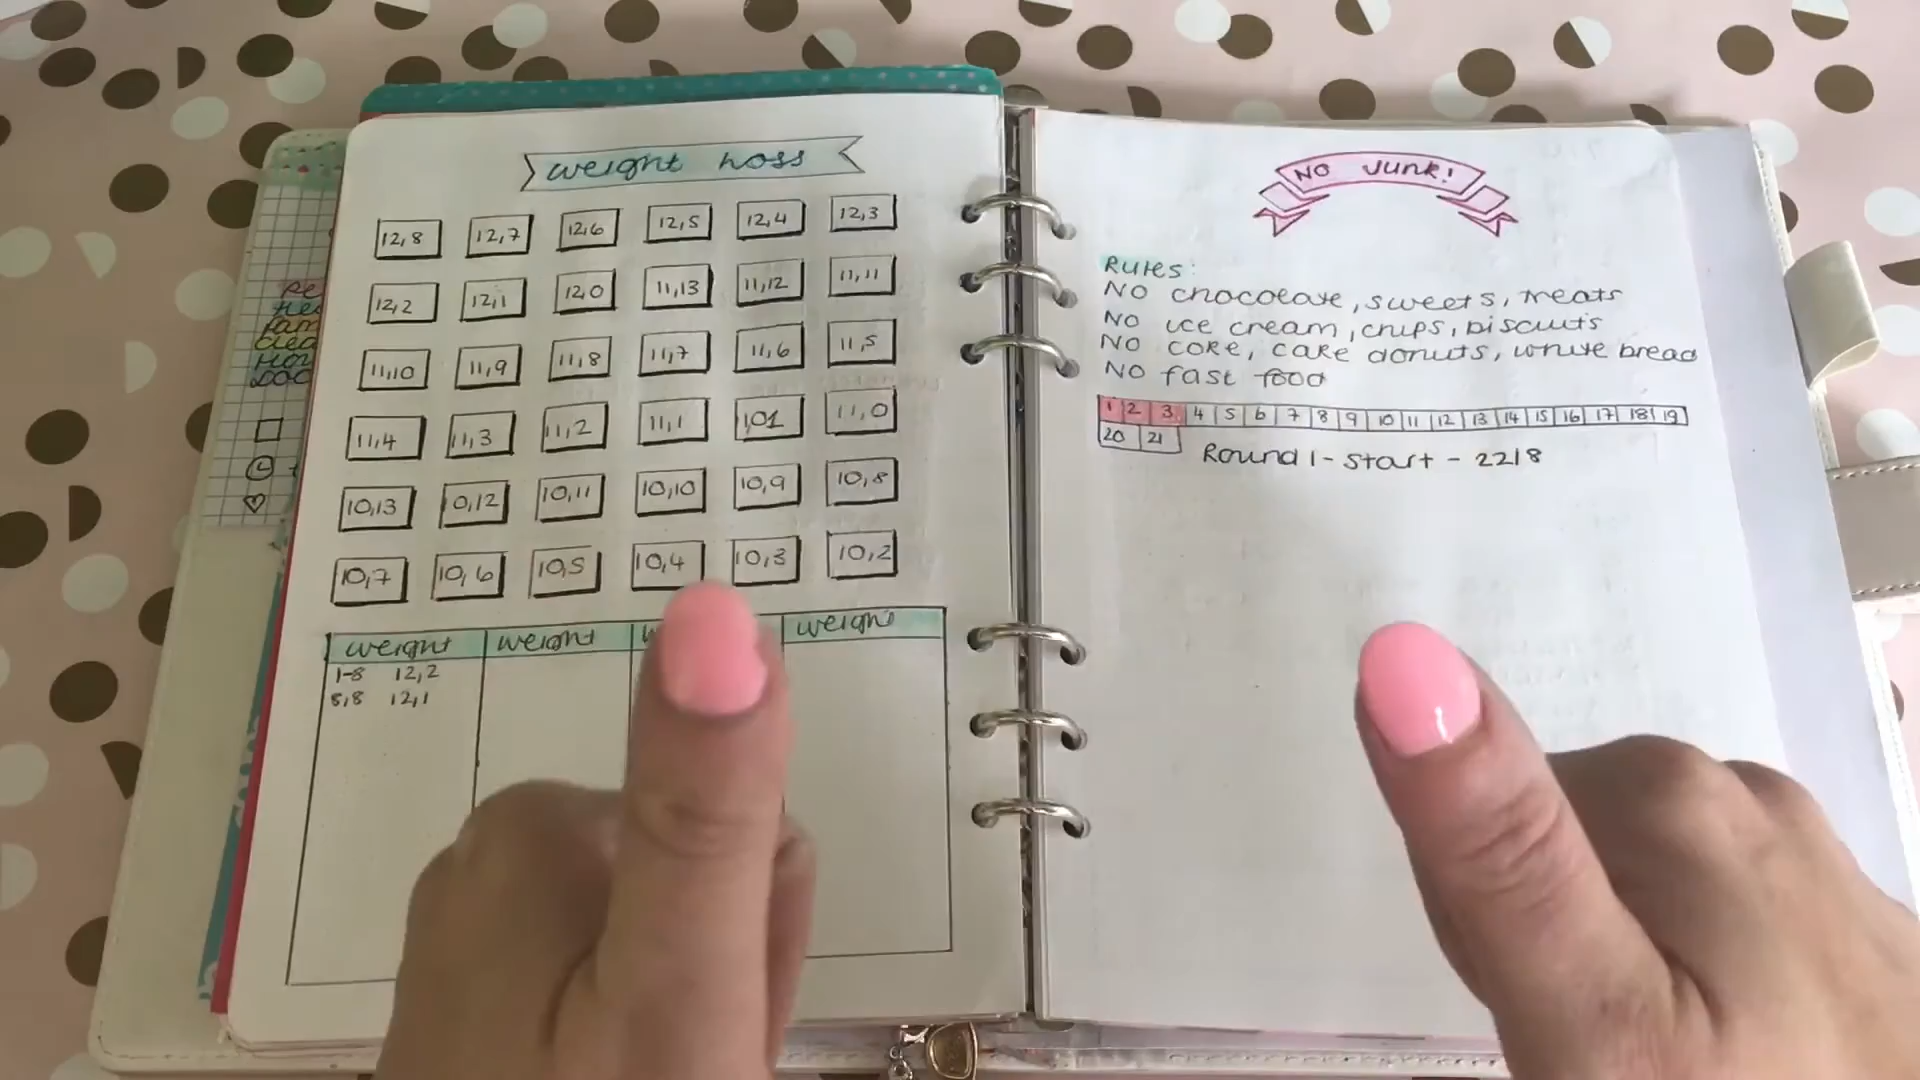 weight Loss
12,8 12,7 12,6 12,5 12,4 12,3
12,2 12,1 12,0 11,13 11,12 11,11
11,10 11,9 11,8 11,7 11,6 11,5
11,4 11,3 11,2 11,1 1,01 11,0
10,13 10,12 10,11 10,10 10,9 10,8
10,7 10,6 10,5 10,4 10,3 10,2
weight weight weight
1-8 12,2
8,8 12,1
NO JUNK!
Rules:
NO chocolate, sweets, treats
NO ice cream, crips, biscuits
NO coke, cake donuts, white bread
NO fast food
1 2 3 4 5 6 7 8 9 10 11 12 13 14 15 16 17 18 19
20 21
Round 1 - Start - 22/8